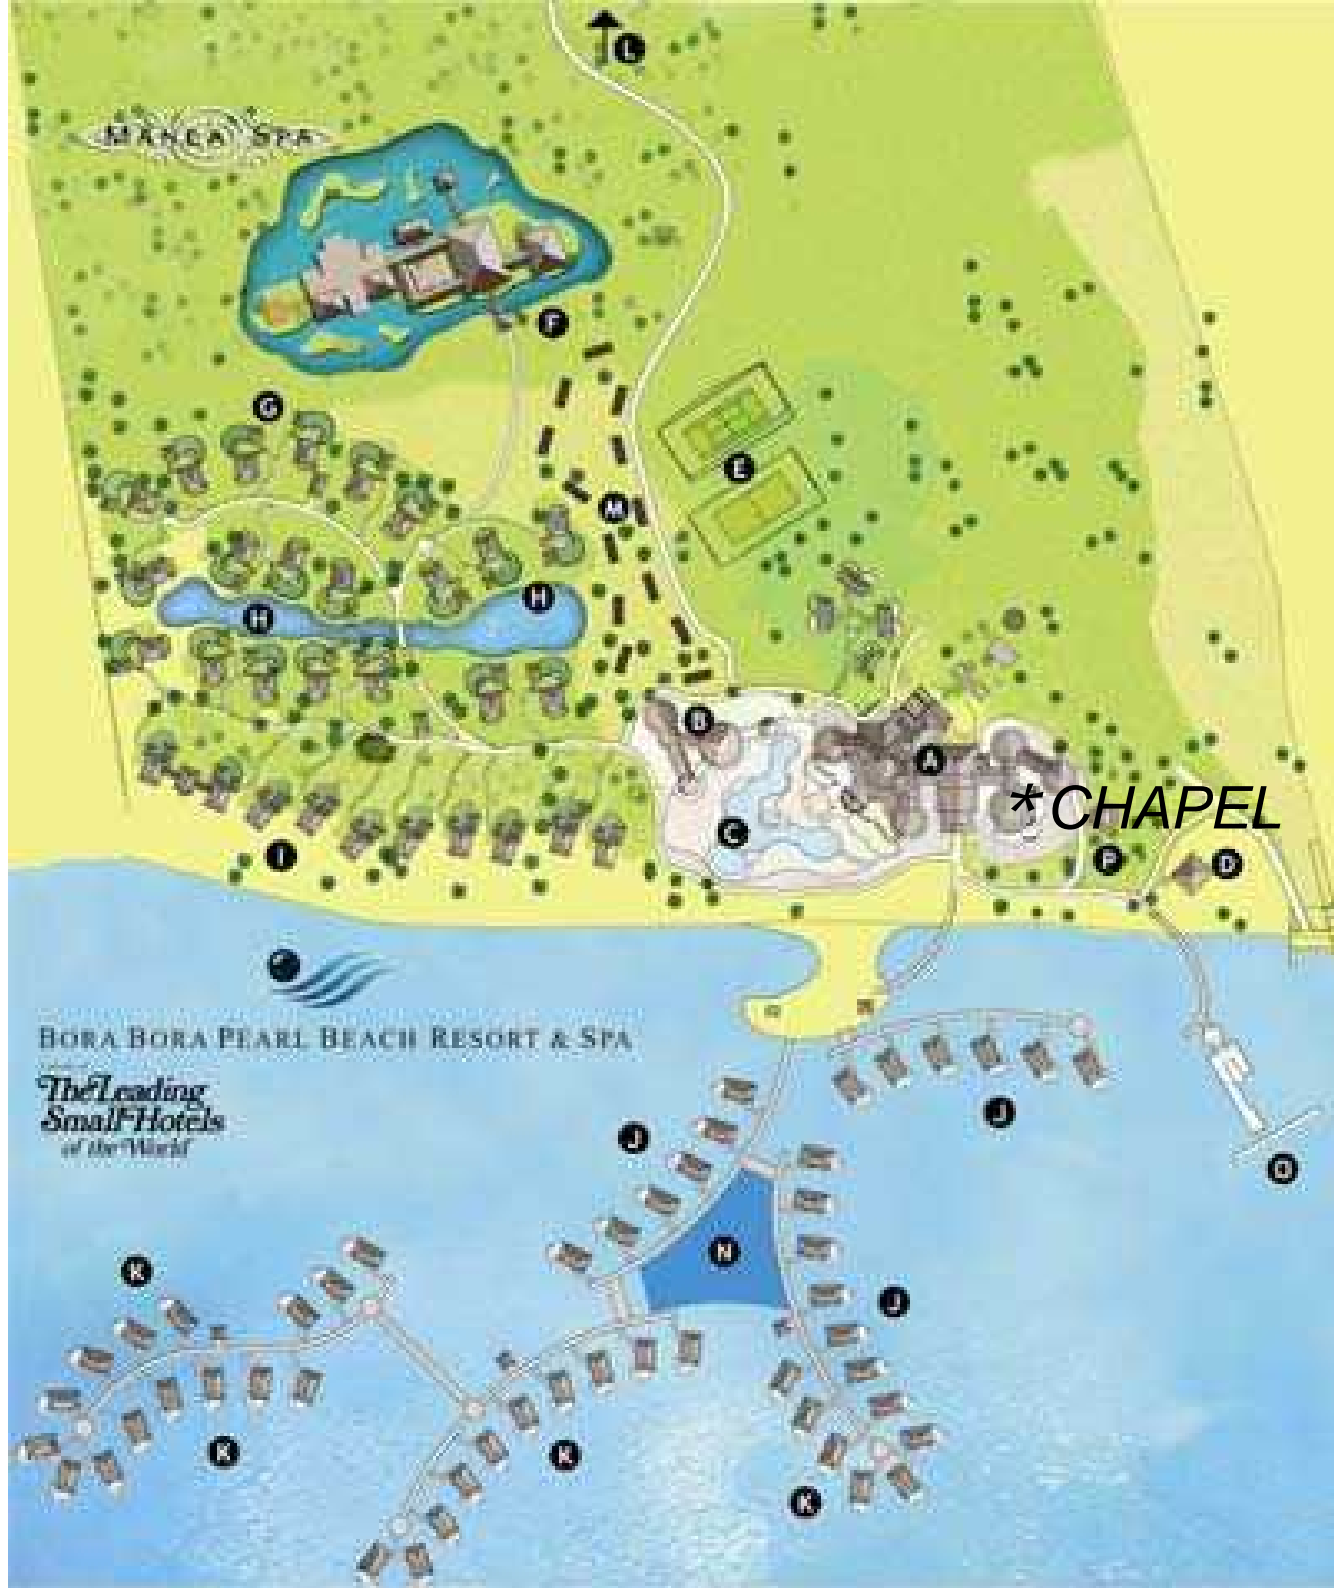 L
MANEA SPA
F
G
E
M
H
H
B
A
* CHAPEL
C
I
P
D
BORA BORA PEARL BEACH RESORT & SPA
The Leading
Small Hotels
of the World
J
J
O
N
K
J
K
K
K